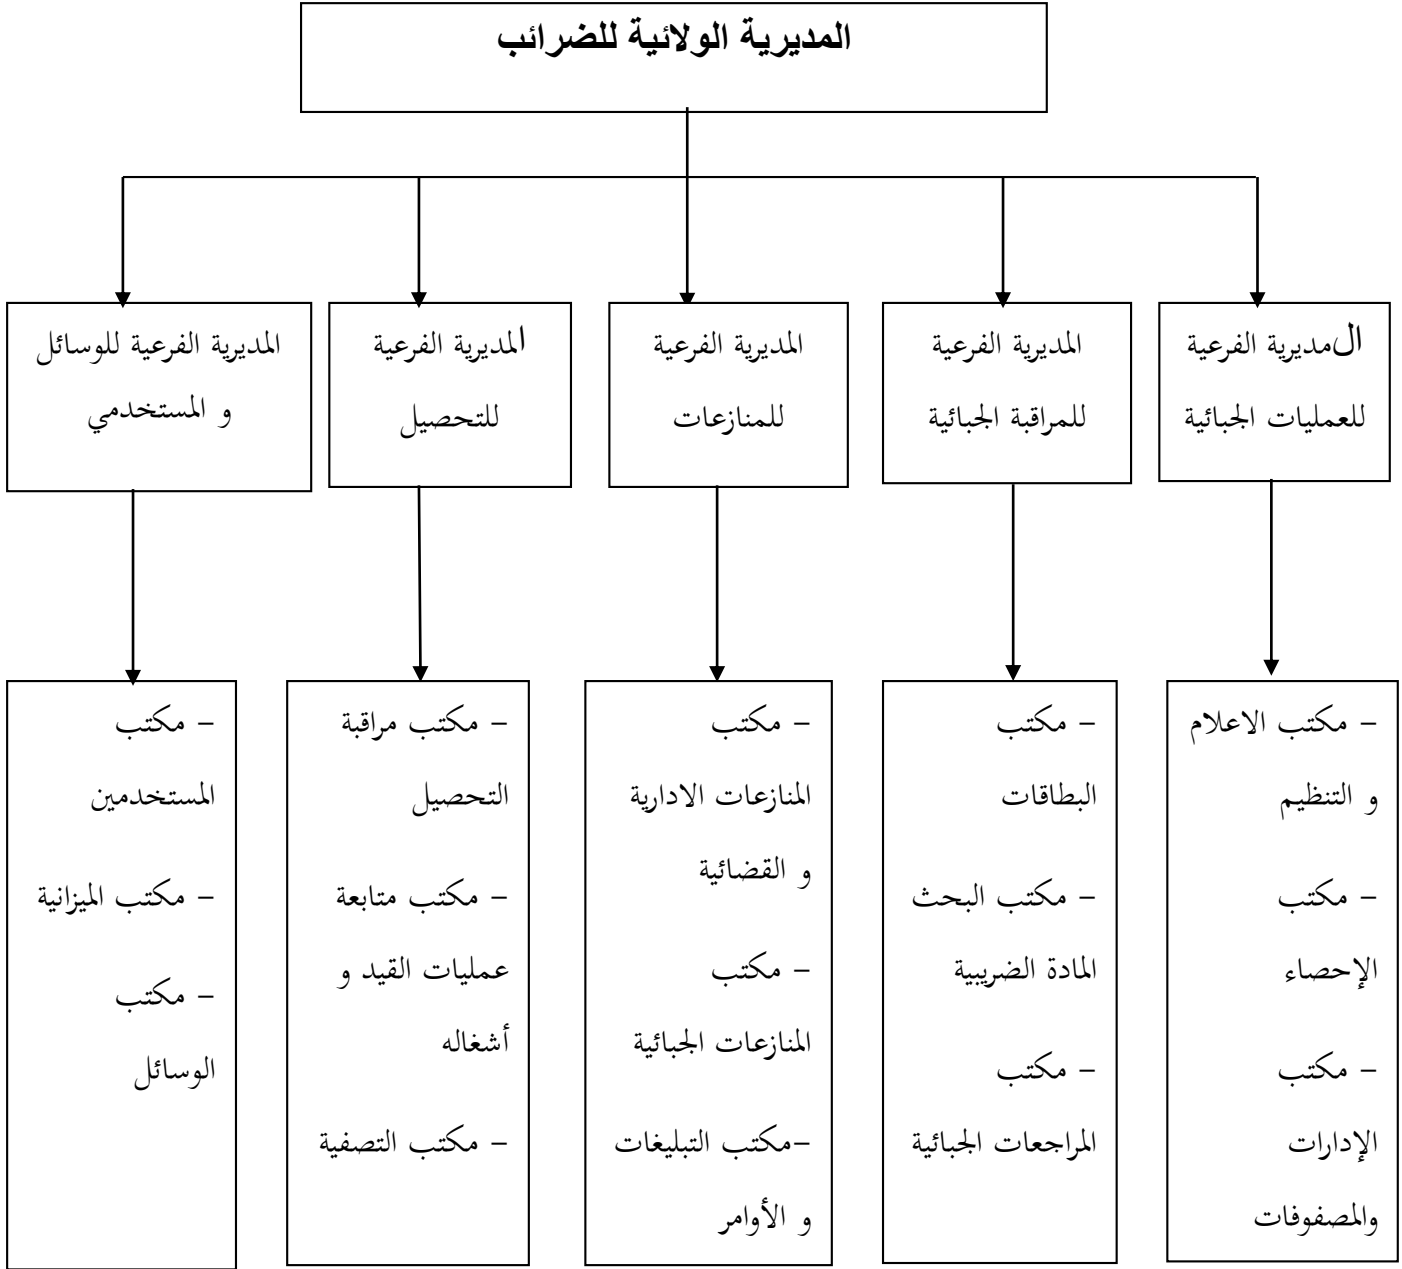 المديرية الولائية للضرائب
المديرية الفرعية
للعمليات الجبائية
المديرية الفرعية
للمراقبة الجبائية
المديرية الفرعية
للمنازعات
المديرية الفرعية
للتحصيل
المديرية الفرعية للوسائل
و المستخدمي
– مكتب الاعلام
و التنظيم
– مكتب
الإحصاء
– مكتب
الإدارات
والمصفوفات
– مكتب
البطاقات
– مكتب البحث
المادة الضريبية
– مكتب
المراجعات الجبائية
– مكتب
المنازعات الادارية
و القضائية
– مكتب
المنازعات الجبائية
–مكتب التبليغات
و الأوامر
– مكتب مراقبة
التحصيل
– مكتب متابعة
عمليات القيد و
أشغاله
– مكتب التصفية
– مكتب
المستخدمين
– مكتب الميزانية
– مكتب
الوسائل